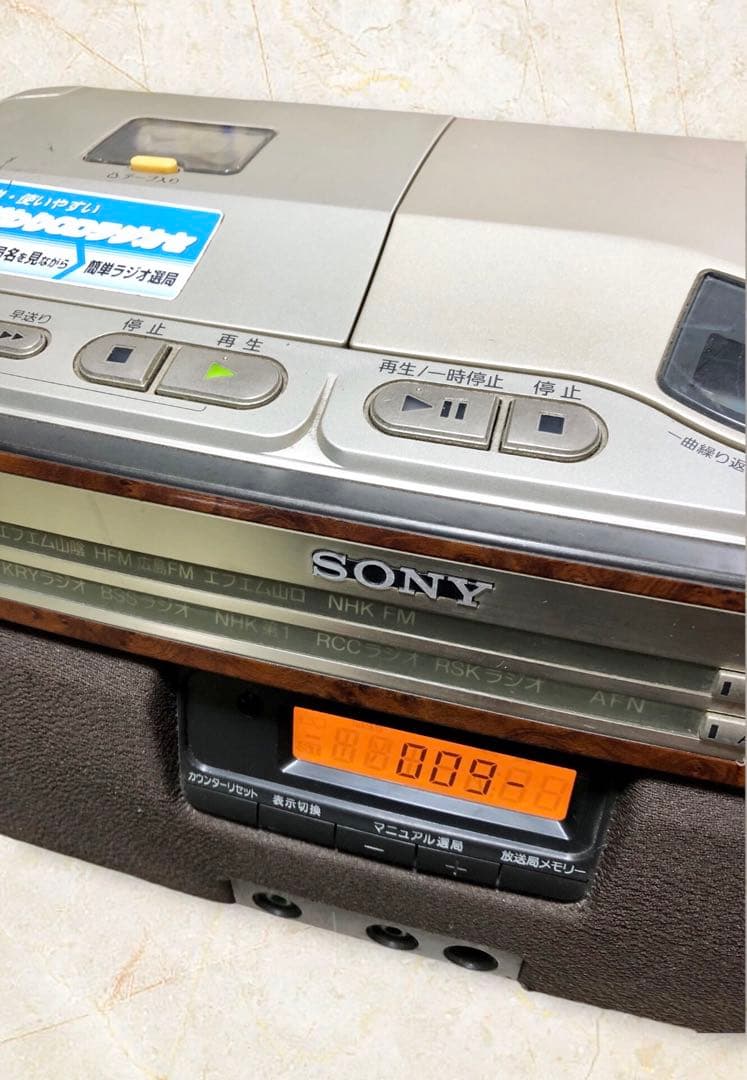 テープ入り
使いやすい
局名を見ながら 簡単ラジオ選局
早送り
停止
再生
再生/一時停止
停止
一曲繰り返
SONY
エフエム山陰 HFM 広島FM エフエム山口 NHK FM
KRYラジオ BSSラジオ NHK 第1 RCCラジオ RSKラジオ AFN
009-
カウンターリセット 表示切換 マニュアル選局 放送局メモリー
- +